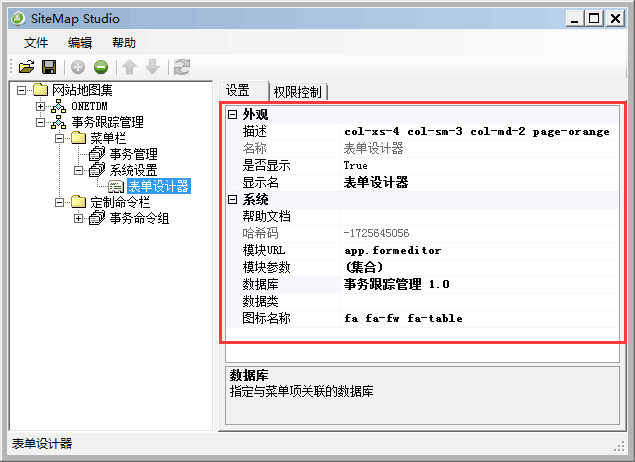 SiteMap Studio
文件 编辑 帮助
网站地图集
ONETDM
事务跟踪管理
菜单栏
事务管理
系统设置
表单设计器
定制命令栏
事务命令组
设置 权限控制
外观
描述 col-xs-4 col-sm-3 col-md-2 page-orange
名称 表单设计器
是否显示 True
显示名 表单设计器
系统
帮助文档
哈希码 -1725645056
模块URL app.formeditor
模块参数 (集合)
数据库 事务跟踪管理 1.0
数据类
图标名称 fa fa-fw fa-table
数据库
指定与菜单项关联的数据库
表单设计器